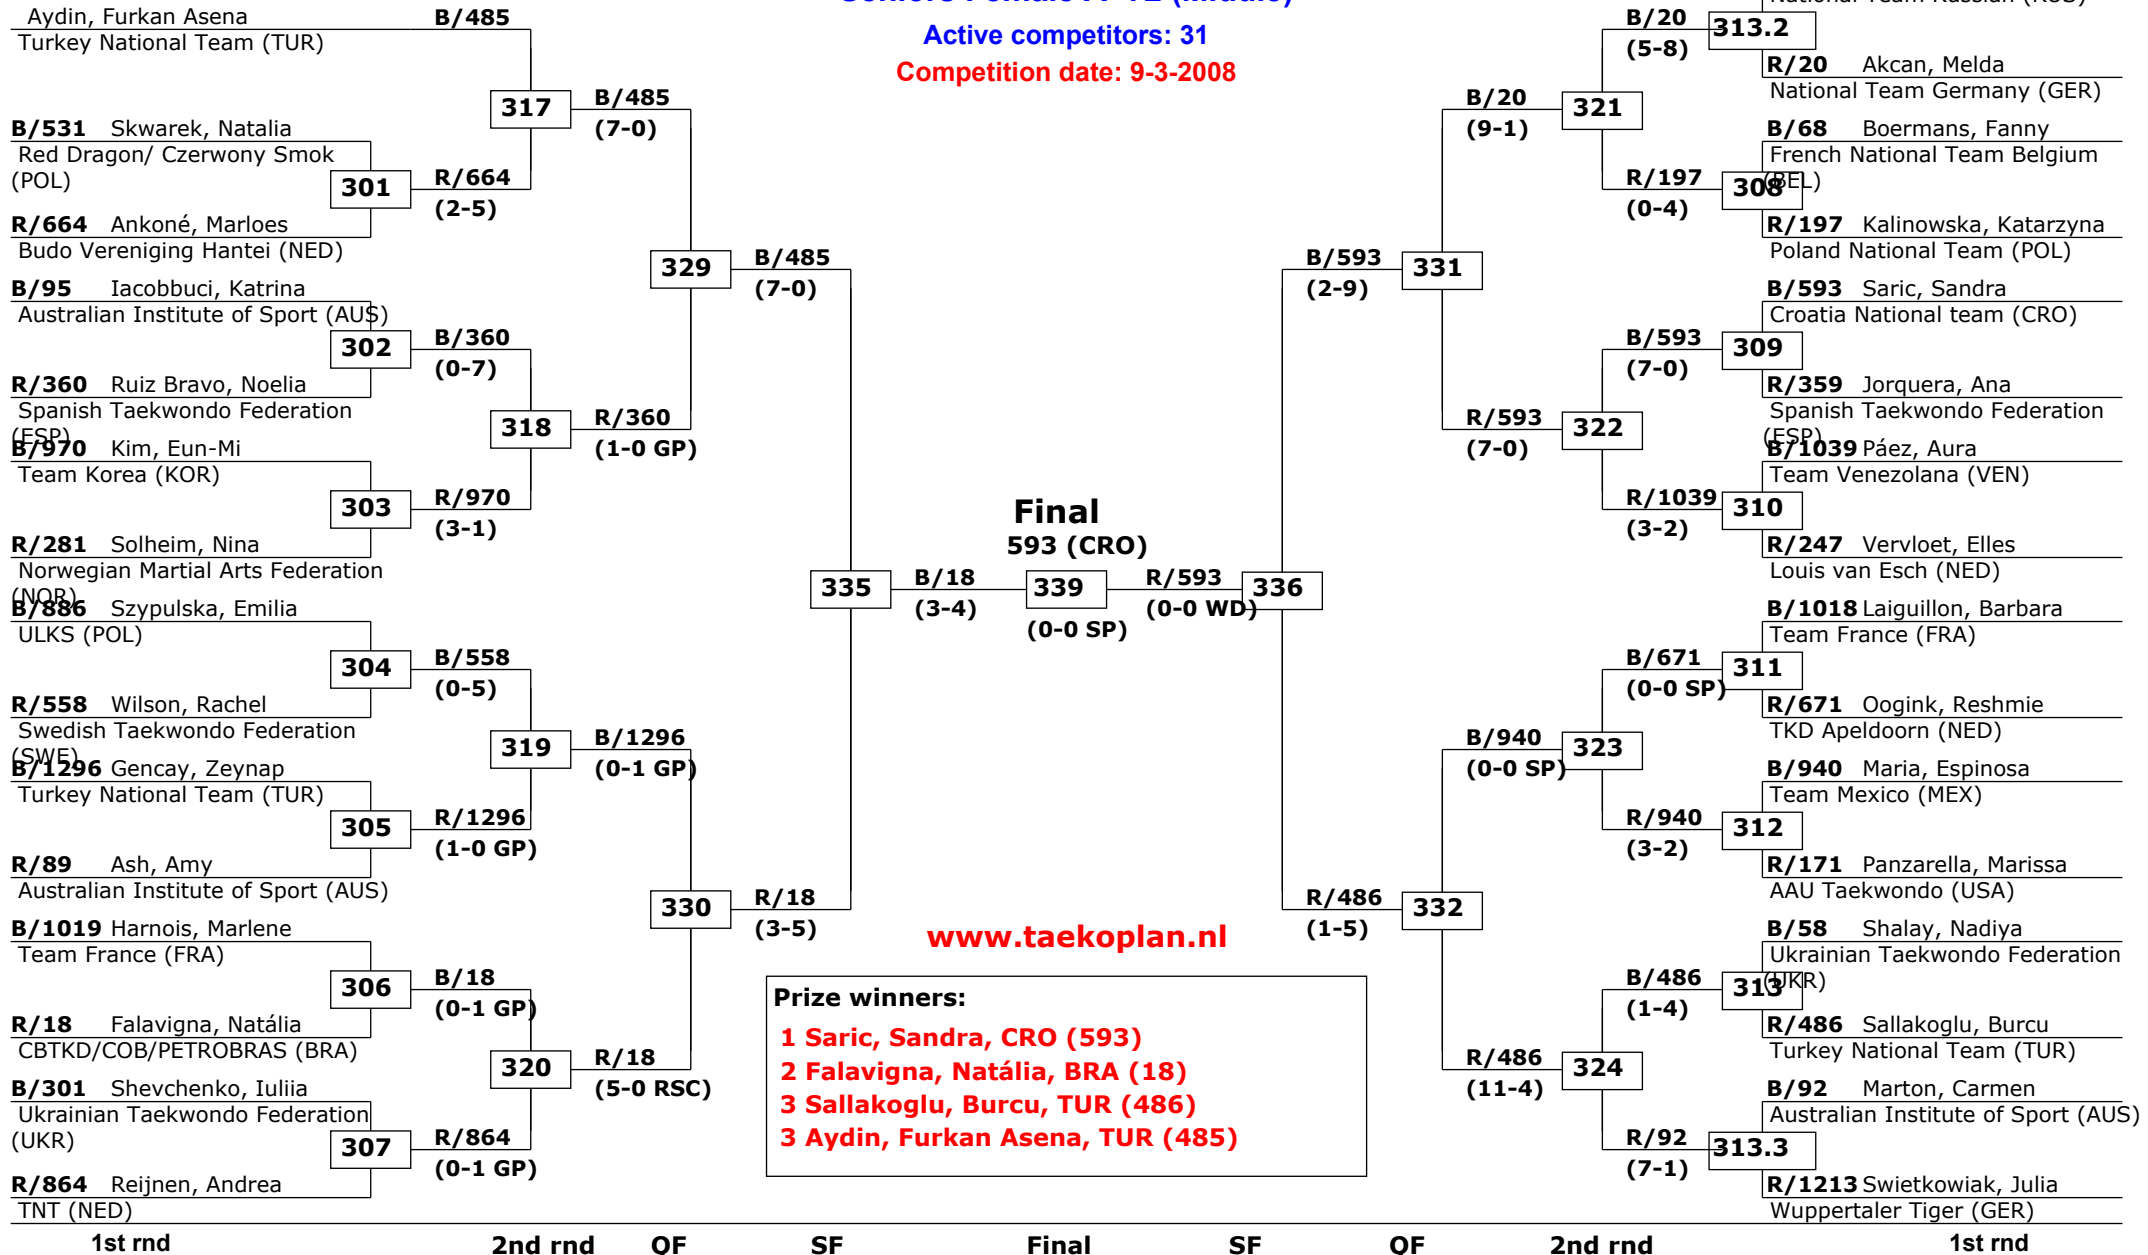 Seniors Female A -72 (Middle)
Active competitors: 31
Competition date: 9-3-2008
Aydin, Furkan Asena
Turkey National Team (TUR)
B/531 Skwarek, Natalia
Red Dragon/ Czerwony Smok
(POL)
R/664 Ankoné, Marloes
Budo Vereniging Hantei (NED)
B/95 Iacobbuci, Katrina
Australian Institute of Sport (AUS)
R/360 Ruiz Bravo, Noelia
Spanish Taekwondo Federation
(ESP)
B/970 Kim, Eun-Mi
Team Korea (KOR)
R/281 Solheim, Nina
Norwegian Martial Arts Federation
(NOR)
B/886 Szypulska, Emilia
ULKS (POL)
R/558 Wilson, Rachel
Swedish Taekwondo Federation
(SWE)
B/1296 Gencay, Zeynap
Turkey National Team (TUR)
R/89 Ash, Amy
Australian Institute of Sport (AUS)
B/1019 Harnois, Marlene
Team France (FRA)
R/18 Falavigna, Natália
CBTKD/COB/PETROBRAS (BRA)
B/301 Shevchenko, Iuliia
Ukrainian Taekwondo Federation
(UKR)
R/864 Reijnen, Andrea
TNT (NED)
301
302
303
304
305
306
307
B/485
R/664
(2-5)
B/360
(0-7)
R/970
(3-1)
B/558
(0-5)
R/1296
(1-0 GP)
B/18
(0-1 GP)
R/864
(0-1 GP)
317
318
319
320
B/485
(7-0)
R/360
(1-0 GP)
B/1296
(0-1 GP)
R/18
(5-0 RSC)
329
330
B/485
(7-0)
R/18
(3-5)
335
B/18
(3-4)
Final
593 (CRO)
339
(0-0 SP)
R/593
(0-0 WD)
336
B/593
(2-9)
R/486
(1-5)
331
332
B/20
(9-1)
R/593
(7-0)
B/940
(0-0 SP)
R/486
(11-4)
321
322
323
324
B/20
(5-8)
R/197
(0-4)
B/593
(7-0)
R/1039
(3-2)
B/671
(0-0 SP)
R/940
(3-2)
B/486
(1-4)
R/92
(7-1)
313.2
308
309
310
311
312
313
313.3
National Team Russian (RUS)
R/20 Akcan, Melda
National Team Germany (GER)
B/68 Boermans, Fanny
French National Team Belgium
(BEL)
R/197 Kalinowska, Katarzyna
Poland National Team (POL)
B/593 Saric, Sandra
Croatia National team (CRO)
R/359 Jorquera, Ana
Spanish Taekwondo Federation
(ESP)
B/1039 Páez, Aura
Team Venezolana (VEN)
R/247 Vervloet, Elles
Louis van Esch (NED)
B/1018 Laiguillon, Barbara
Team France (FRA)
R/671 Oogink, Reshmie
TKD Apeldoorn (NED)
B/940 Maria, Espinosa
Team Mexico (MEX)
R/171 Panzarella, Marissa
AAU Taekwondo (USA)
B/58 Shalay, Nadiya
Ukrainian Taekwondo Federation
(UKR)
R/486 Sallakoglu, Burcu
Turkey National Team (TUR)
B/92 Marton, Carmen
Australian Institute of Sport (AUS)
R/1213 Swietkowiak, Julia
Wuppertaler Tiger (GER)
www.taekoplan.nl
Prize winners:
1 Saric, Sandra, CRO (593)
2 Falavigna, Natália, BRA (18)
3 Sallakoglu, Burcu, TUR (486)
3 Aydin, Furkan Asena, TUR (485)
1st rnd 2nd rnd QF SF Final SF QF 2nd rnd 1st rnd